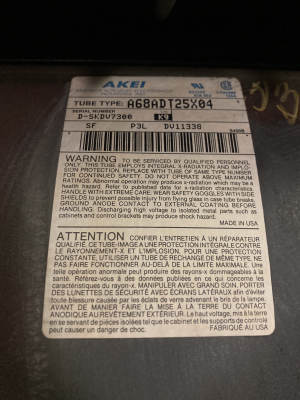 AKEI
TUBE TYPE: A68ADT25X04
SERIAL NUMBER
D-SKDV7300 K9
SF P3L DV11338
WARNING TO BE SERVICED BY QUALIFIED PERSONNEL
ONLY. THIS TUBE EMPLOYS INTEGRAL X-RADIATION AND IMPLO-
SION PROTECTION. REPLACE WITH TUBE OF SAME TYPE NUMBER
FOR CONTINUED SAFETY. DO NOT OPERATE ABOVE MAXIMUM
RATINGS. Abnormal operation may produce x-radiation which may be a
health hazard. Refer to published data for x-radiation characteristics.
HANDLE WITH EXTREME CARE. WEAR SAFETY GOGGLES WITH SIDE
SHIELDS to prevent possible injury from flying glass in case tube breaks.
GROUND ANODE CONTACT TO EXTERNAL COATING BEFORE
HANDLING. Discharging high voltage to isolated metal parts such as
cabinets and control brackets may produce shock hazard.
MADE IN USA
ATTENTION CONFIER L'ENTRETIEN À UN RÉPARATEUR
QUALIFIÉ. CE TUBE-IMAGE A UNE PROTECTION INTÉGRALE CONTRE
LE RAYONNEMENT-X ET L'IMPLOSION. POUR UNE PROTECTION
CONSTANTE, UTILISER UN TUBE DE RECHANGE DE MÊME TYPE. NE
PAS FAIRE FONCTIONNER AU-DELÀ DE LA LIMITE MAXIMALE. Une
telle opération anormale peut produire des rayons-x dommageables à la
santé. Référez-vous à des données publiées en ce qui concerne les
caractéristiques du rayon-x. MANIPULER AVEC GRAND SOIN. PORTER
DES LUNETTES DE SÉCURITÉ AVEC ÉCRANS LATÉRAUX afin d'éviter
toute blessure causée par les éclats de verre advenant le bris de la lampe.
AVANT DE MANIER FAIRE LA MISE À LA TERRE DU CONTACT
ANODIQUE AU REVÊTEMENT EXTÉRIEUR. Le haut voltage, mis à la terre
en se servant de pièces isolées tel que le cabinet et les supports de contrôle
peut causer un danger de choc.
FABRIQUÉ AU USA